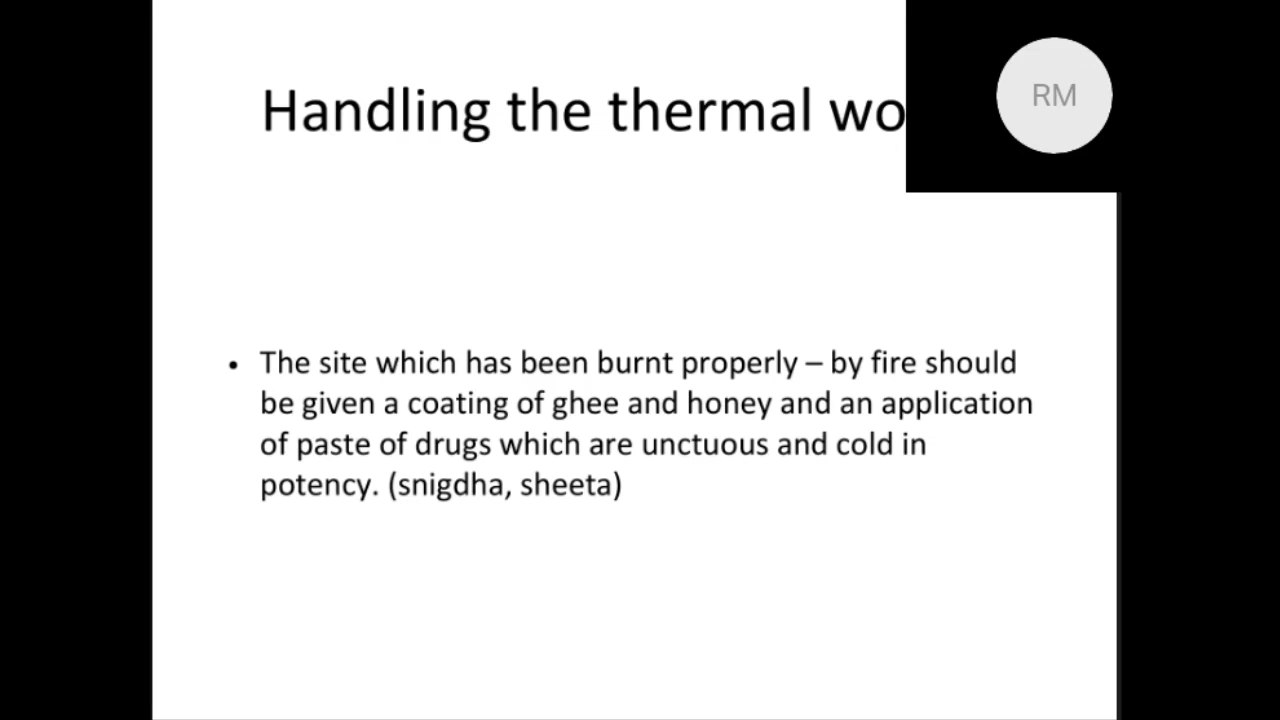 Handling the thermal
RM
• The site which has been burnt properly – by fire should
be given a coating of ghee and honey and an application
of paste of drugs which are unctuous and cold in
potency. (snigdha, sheeta)